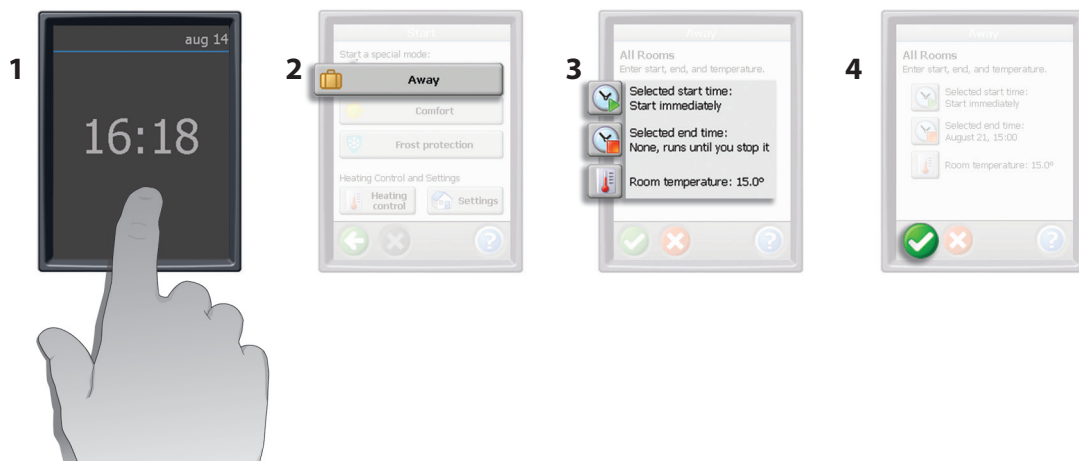 1
aug 14
16:18
2
Start
Start a special mode:
Away
Comfort
Frost protection
Heating Control and Settings
Heating
control
Settings
3
Away
All Rooms
Enter start, end, and temperature.
Selected start time:
Start immediately
Selected end time:
None, runs until you stop it
Room temperature: 15.0º
4
Away
All Rooms
Enter start, end, and temperature.
Selected start time:
Start immediately
Selected end time:
August 21, 15:00
Room temperature: 15.0º